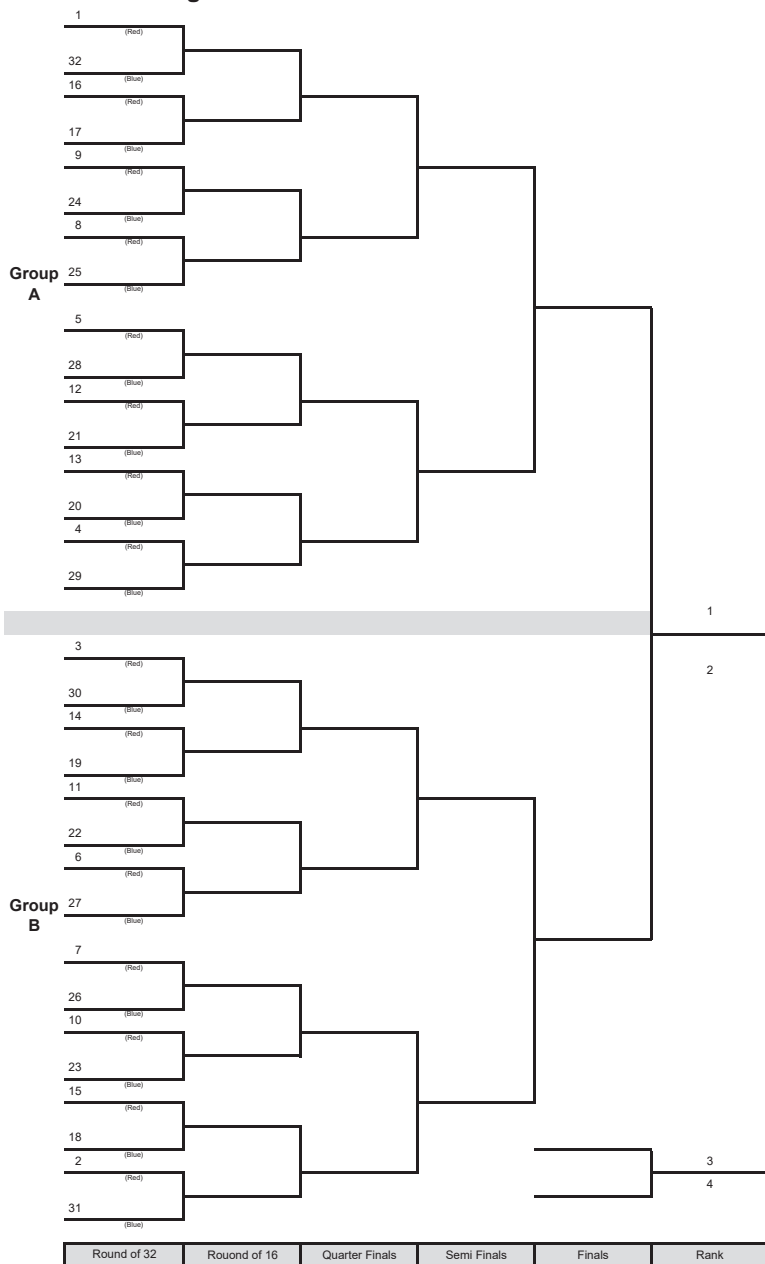 1
(Red)
32
(Blue)
16
(Red)
17
(Blue)
9
(Red)
24
(Blue)
8
(Red)
Group A
25
(Blue)
5
(Red)
28
(Blue)
12
(Red)
21
(Blue)
13
(Red)
20
(Blue)
4
(Red)
29
(Blue)
1
3
(Red)
2
30
(Blue)
14
(Red)
19
(Blue)
11
(Red)
22
(Blue)
6
(Red)
Group B
27
(Blue)
7
(Red)
26
(Blue)
10
(Red)
23
(Blue)
15
(Red)
18
(Blue)
2
(Red)
3
4
31
(Blue)
Round of 32 Rouond of 16 Quarter Finals Semi Finals Finals Rank